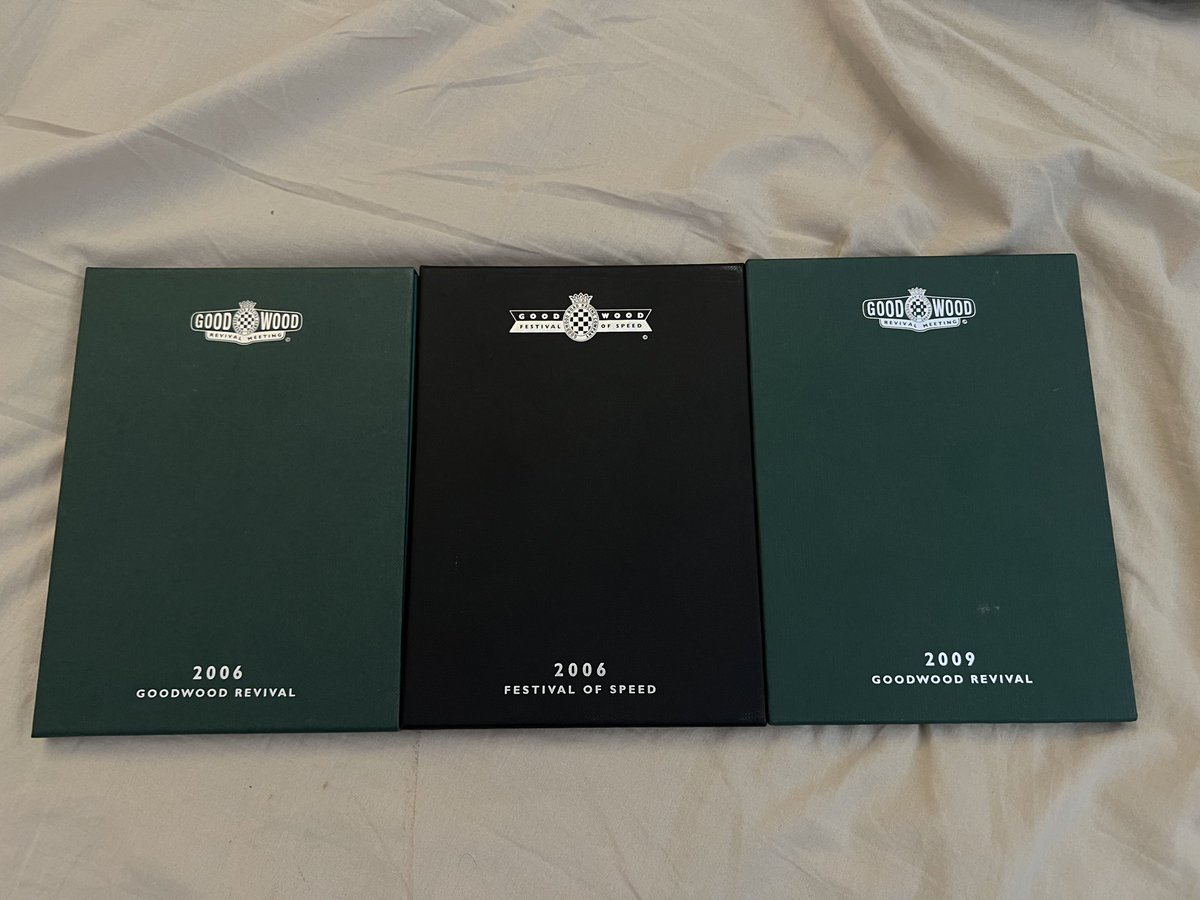 GOODWOOD
REVIVAL MEETING
©
2006
GOODWOOD REVIVAL
GOODWOOD
FESTIVAL OF SPEED
©
2006
FESTIVAL OF SPEED
GOODWOOD
REVIVAL MEETING
©
2009
GOODWOOD REVIVAL